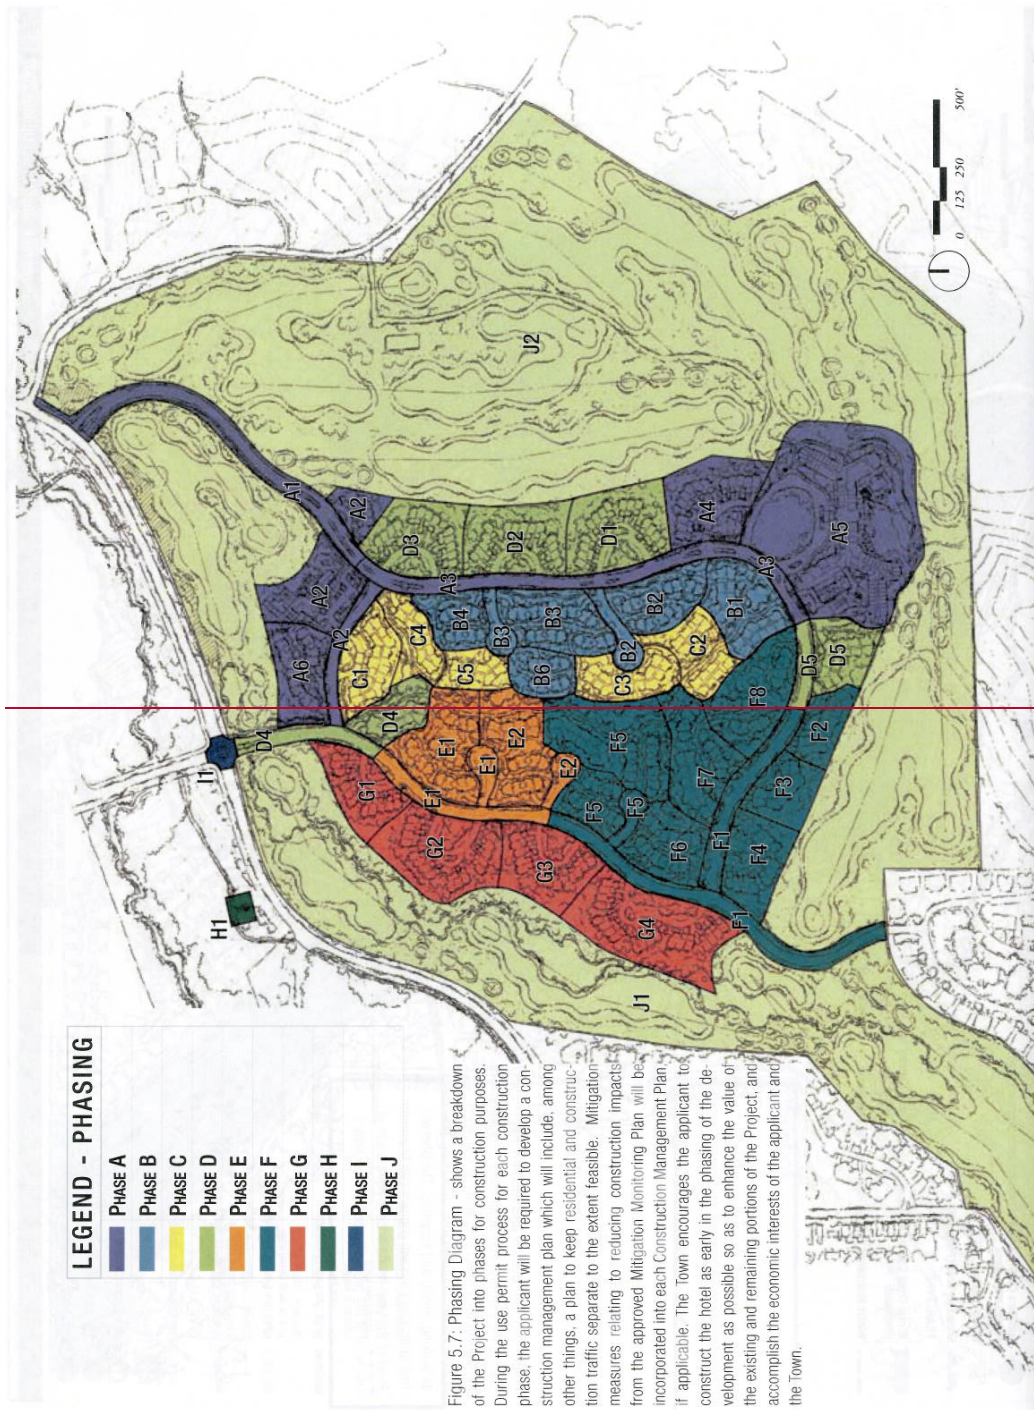 LEGEND - PHASING
PHASE A
PHASE B
PHASE C
PHASE D
PHASE E
PHASE F
PHASE G
PHASE H
PHASE I
PHASE J
Figure 5.7: Phasing Diagram - shows a breakdown
of the Project into phases for construction purposes.
During the use permit process for each construction
phase, the applicant will be required to develop a con-
struction management plan which will include, among
other things, a plan to keep residential and construc-
tion traffic separate to the extent feasible. Mitigation
measures relating to reducing construction impacts
from the approved Mitigation Monitoring Plan will be
incorporated into each Construction Management Plan,
if applicable. The Town encourages the applicant to
construct the hotel as early in the phasing of the de-
velopment as possible so as to enhance the value of
the existing and remaining portions of the Project, and
accomplish the economic interests of the applicant and
the Town.
H1
I1
D4
J1
G1
G2
G3
G4
E1
E1
E1
E2
E2
D4
A6
A2
A2
A2
A1
C1
C4
C5
C3
C2
B4
B3
B3
B6
B2
B2
B1
A3
A3
D3
D2
D1
A4
A5
D5
D5
F5
F5
F5
F6
F7
F8
F1
F1
F2
F3
F4
J2
0 125 250 500'